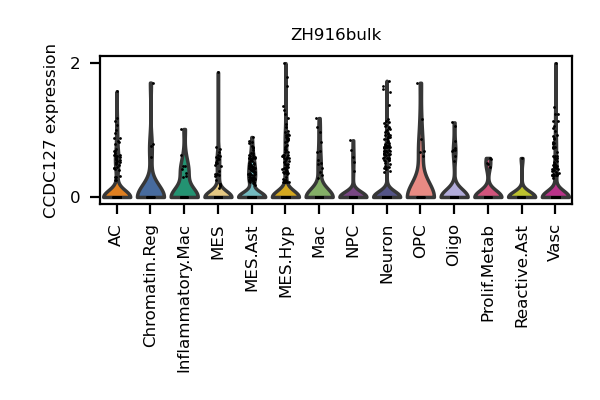 ZH916bulk
CCDC127 expression
2
0
AC
Chromatin.Reg
Inflammatory.Mac
MES
MES.Ast
MES.Hyp
Mac
NPC
Neuron
OPC
Oligo
Prolif.Metab
Reactive.Ast
Vasc